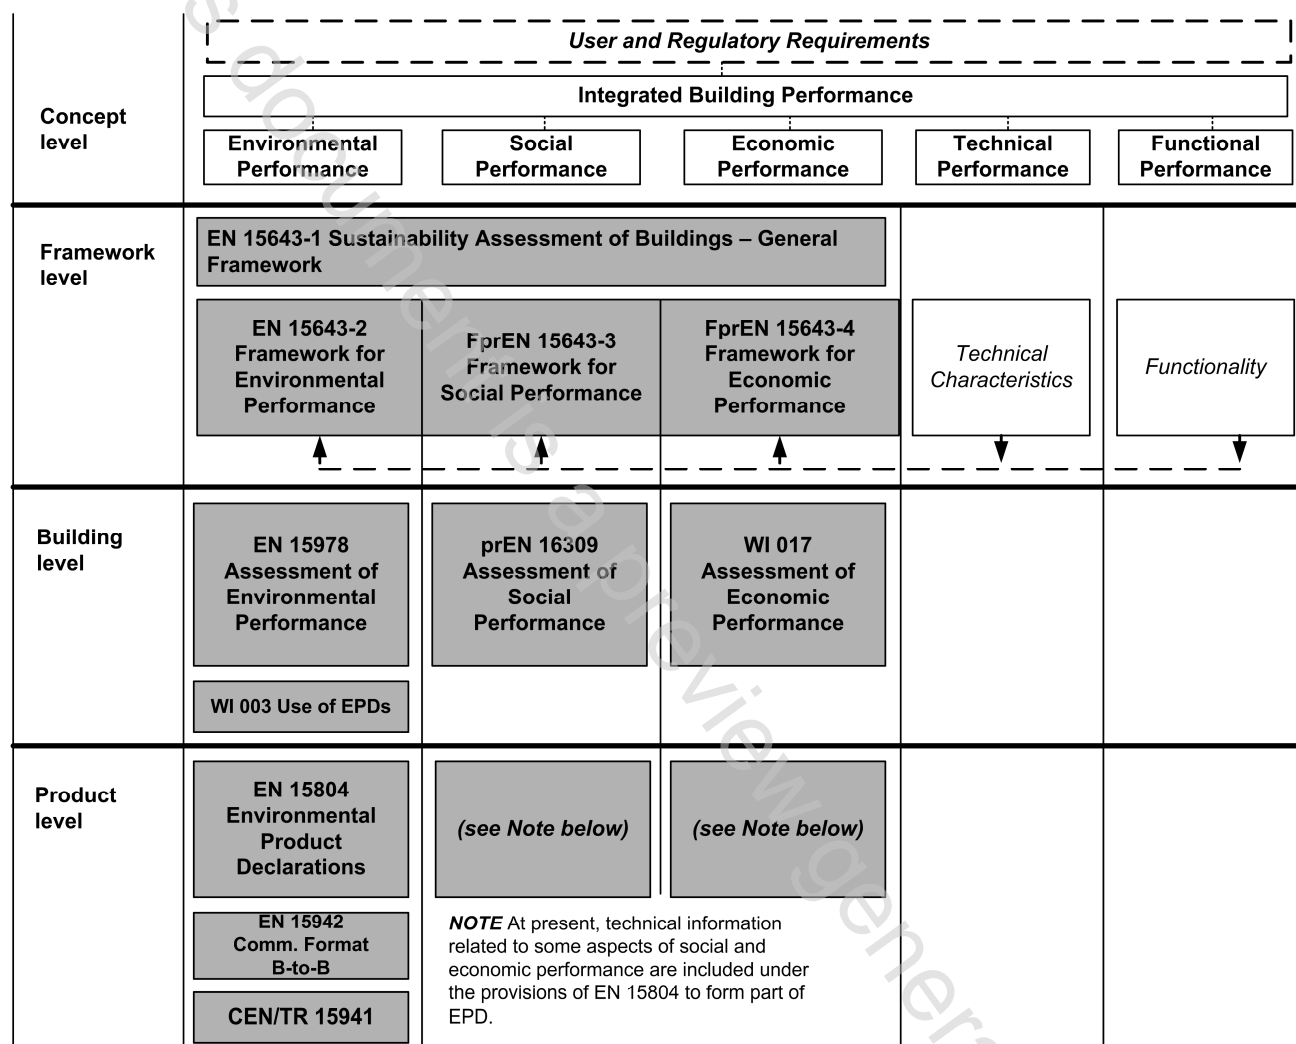 User and Regulatory Requirements
Integrated Building Performance
Concept
level
Environmental
Performance
Social
Performance
Economic
Performance
Technical
Performance
Functional
Performance
Framework
level
EN 15643-1 Sustainability Assessment of Buildings – General
Framework
EN 15643-2
Framework for
Environmental
Performance
FprEN 15643-3
Framework for
Social Performance
FprEN 15643-4
Framework for
Economic
Performance
Technical
Characteristics
Functionality
Building
level
EN 15978
Assessment of
Environmental
Performance
prEN 16309
Assessment of
Social
Performance
WI 017
Assessment of
Economic
Performance
WI 003 Use of EPDs
Product
level
EN 15804
Environmental
Product
Declarations
(see Note below)
(see Note below)
EN 15942
Comm. Format
B-to-B
CEN/TR 15941
NOTE At present, technical information
related to some aspects of social and
economic performance are included under
the provisions of EN 15804 to form part of
EPD.
document is a preview